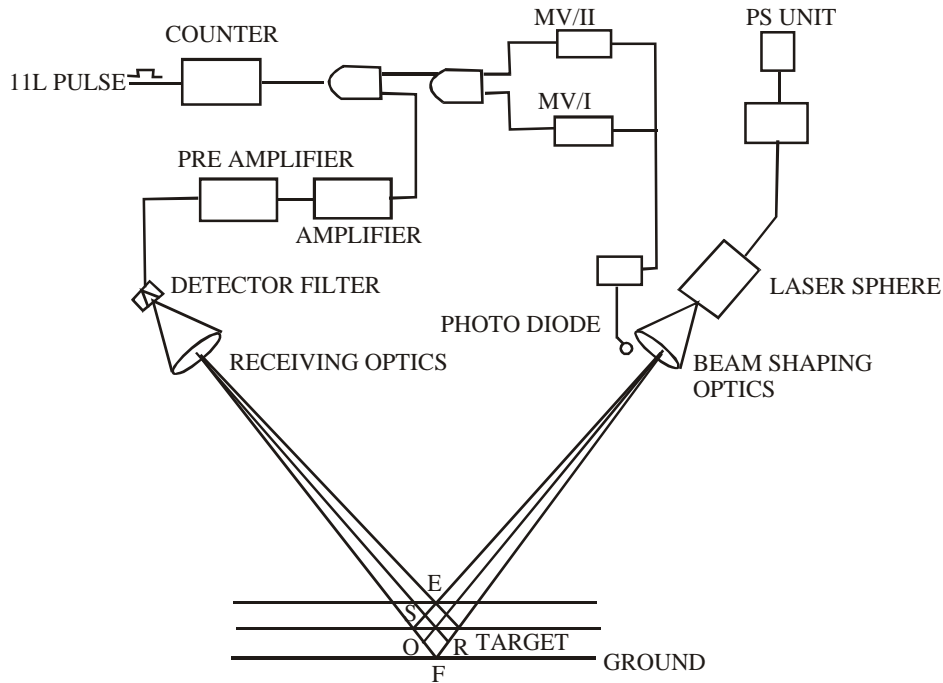 MV/II
PS UNIT
COUNTER
11L PULSE
MV/I
PRE AMPLIFIER
AMPLIFIER
DETECTOR FILTER
LASER SPHERE
PHOTO DIODE
RECEIVING OPTICS
BEAM SHAPING
OPTICS
E
S
O
R
TARGET
GROUND
F